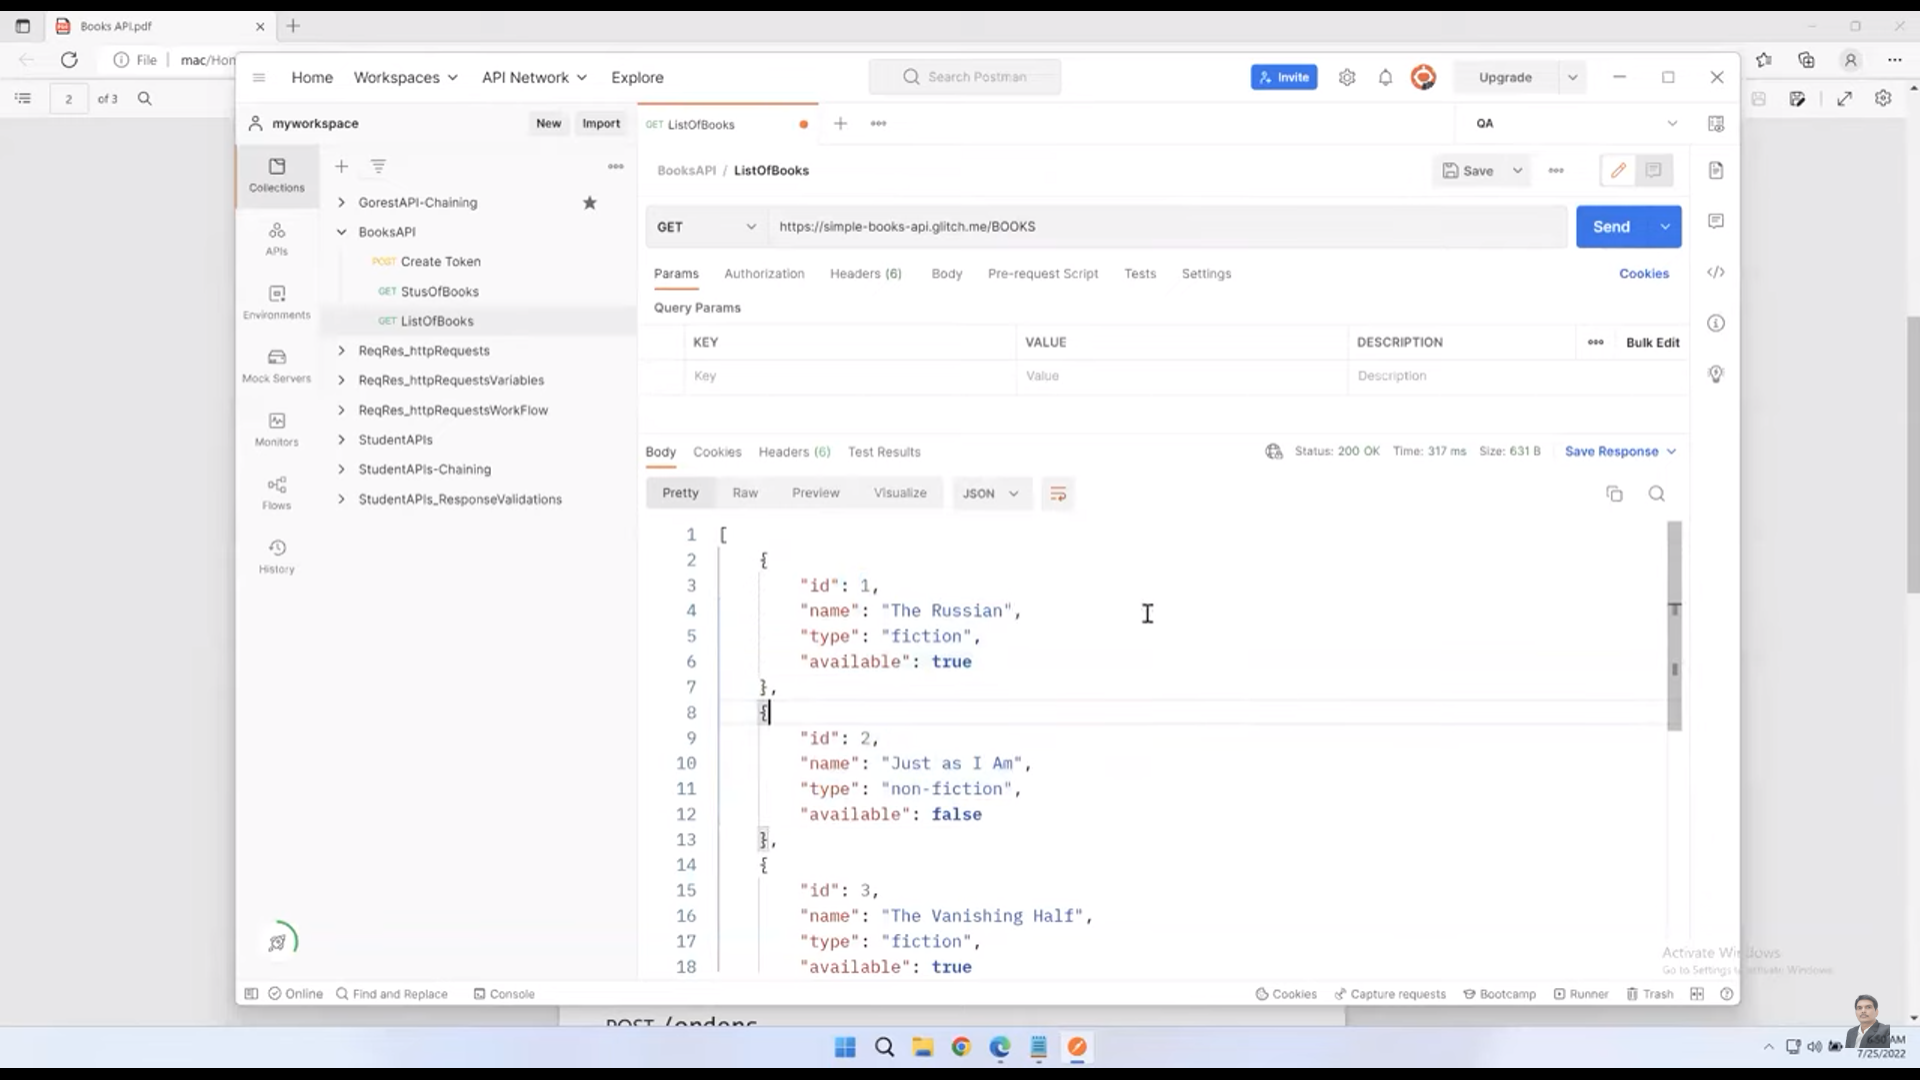 Books API.pdf
File mac/Hom
2 of 3
Home Workspaces API Network Explore Search Postman Invite Upgrade
myworkspace New Import
GET ListOfBooks QA
BooksAPI / ListOfBooks Save
Collections
APIs
Environments
Mock Servers
Monitors
Flows
History
GorestAPI-Chaining
BooksAPI
POST Create Token
GET StusOfBooks
GET ListOfBooks
ReqRes_httpRequests
ReqRes_httpRequestsVariables
ReqRes_httpRequestsWorkFlow
StudentAPIs
StudentAPIs-Chaining
StudentAPIs_ResponseValidations
GET https://simple-books-api.glitch.me/BOOKS Send
Params Authorization Headers (6) Body Pre-request Script Tests Settings Cookies
Query Params
KEY VALUE DESCRIPTION Bulk Edit
Key Value Description
Body Cookies Headers (6) Test Results Status: 200 OK Time: 317 ms Size: 631 B Save Response
Pretty Raw Preview Visualize JSON
1 [
2 {
3 "id": 1,
4 "name": "The Russian",
5 "type": "fiction",
6 "available": true
7 },
8 {
9 "id": 2,
10 "name": "Just as I Am",
11 "type": "non-fiction",
12 "available": false
13 },
14 {
15 "id": 3,
16 "name": "The Vanishing Half",
17 "type": "fiction",
18 "available": true
Activate Windows
Go to Settings to activate Windows.
Online Find and Replace Console Cookies Capture requests Bootcamp Runner Trash
POST /orders
AM
7/25/2022